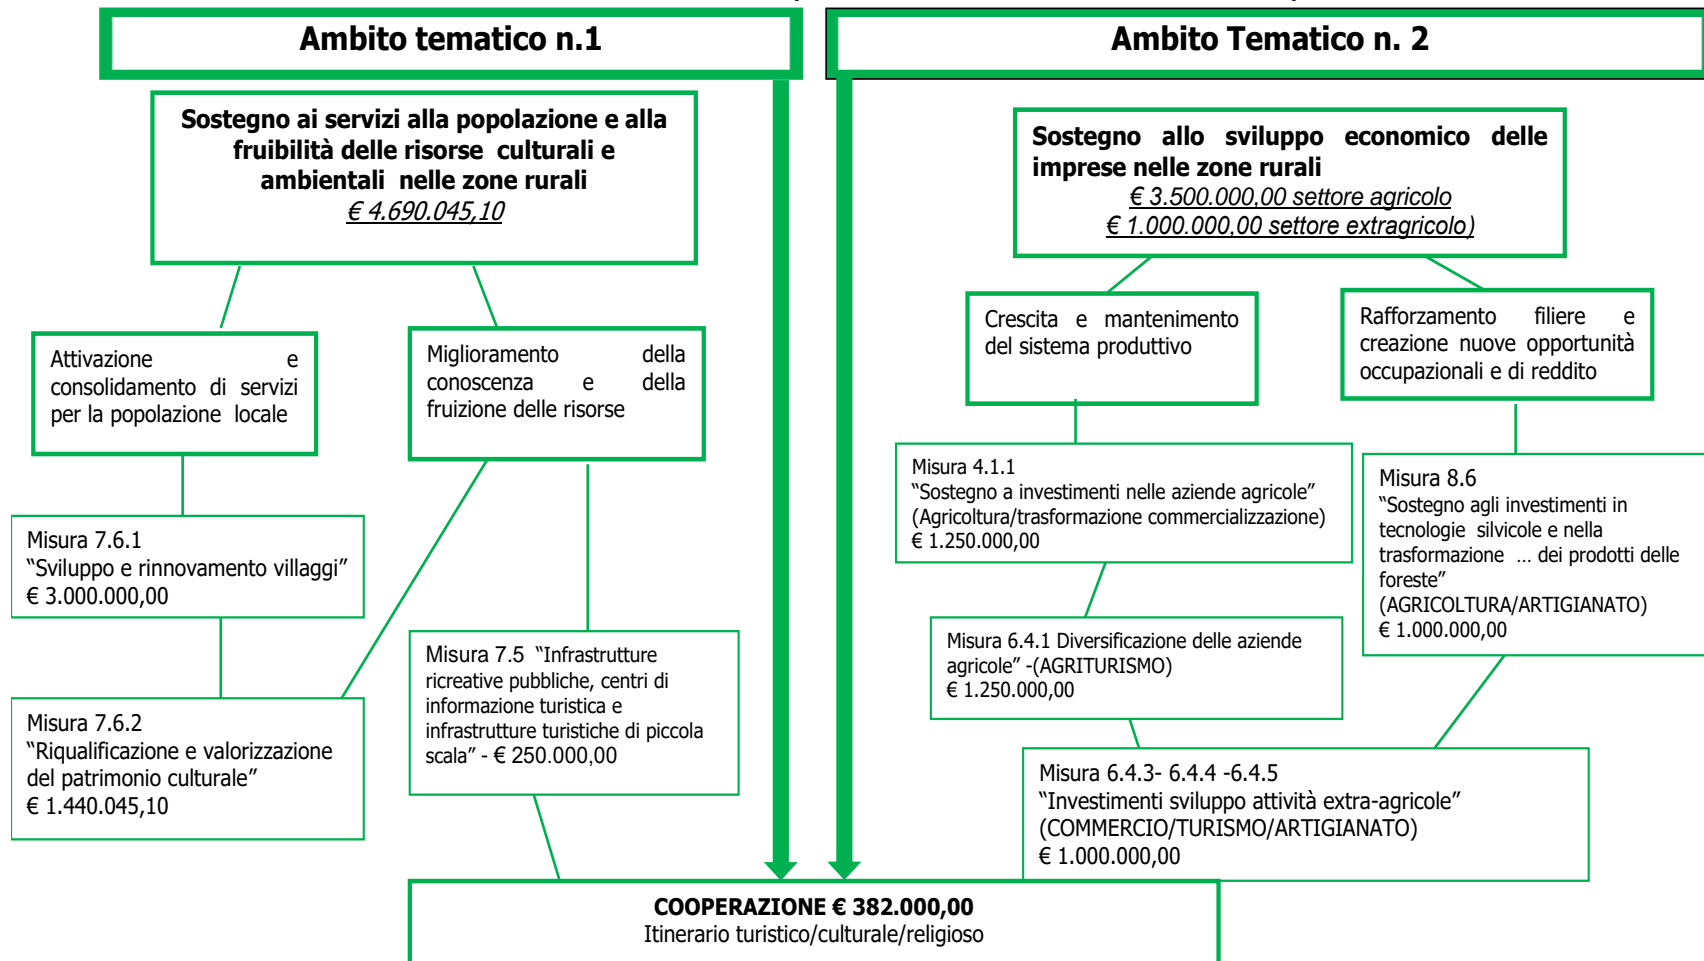 Ambito tematico n.1
Sostegno ai servizi alla popolazione e alla
fruibilità delle risorse culturali e
ambientali nelle zone rurali
€ 4.690.045,10
Attivazione e
consolidamento di servizi
per la popolazione locale
Miglioramento della
conoscenza e della
fruizione delle risorse
Misura 7.6.1
“Sviluppo e rinnovamento villaggi”
€ 3.000.000,00
Misura 7.6.2
“Riqualificazione e valorizzazione
del patrimonio culturale”
€ 1.440.045,10
Misura 7.5 “Infrastrutture
ricreative pubbliche, centri di
informazione turistica e
infrastrutture turistiche di piccola
scala” - € 250.000,00
Ambito Tematico n. 2
Sostegno allo sviluppo economico delle
imprese nelle zone rurali
€ 3.500.000,00 settore agricolo
€ 1.000.000,00 settore extragricolo)
Crescita e mantenimento
del sistema produttivo
Rafforzamento filiere e
creazione nuove opportunità
occupazionali e di reddito
Misura 4.1.1
“Sostegno a investimenti nelle aziende agricole”
(Agricoltura/trasformazione commercializzazione)
€ 1.250.000,00
Misura 8.6
“Sostegno agli investimenti in
tecnologie silvicole e nella
trasformazione … dei prodotti delle
foreste”
(AGRICOLTURA/ARTIGIANATO)
€ 1.000.000,00
Misura 6.4.1 Diversificazione delle aziende
agricole” -(AGRITURISMO)
€ 1.250.000,00
Misura 6.4.3- 6.4.4 -6.4.5
“Investimenti sviluppo attività extra-agricole”
(COMMERCIO/TURISMO/ARTIGIANATO)
€ 1.000.000,00
COOPERAZIONE € 382.000,00
Itinerario turistico/culturale/religioso